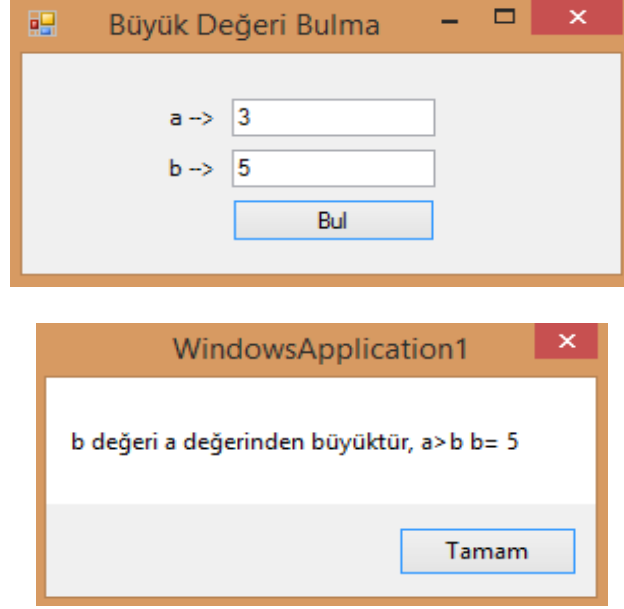 Büyük Değeri Bulma
a --> 3
b --> 5
Bul
WindowsApplication1
b değeri a değerinden büyüktür, a>b b= 5
Tamam